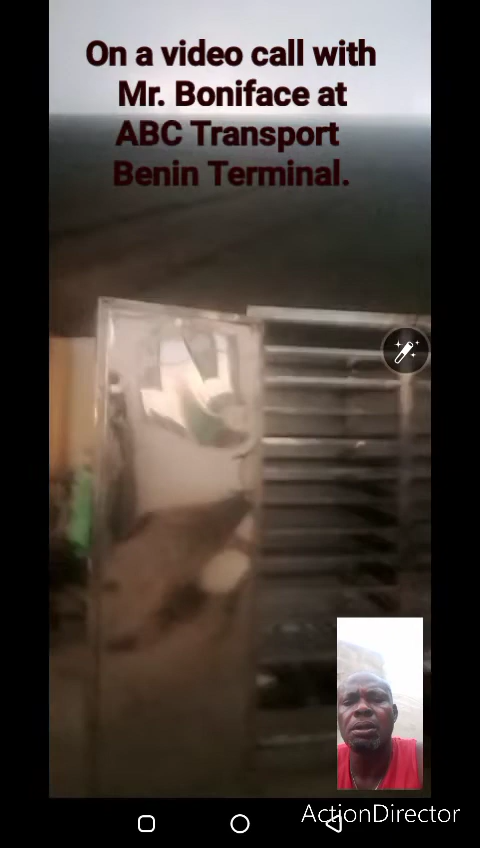 On a video call with
Mr. Boniface at
ABC Transport
Benin Terminal.
ActionDirector